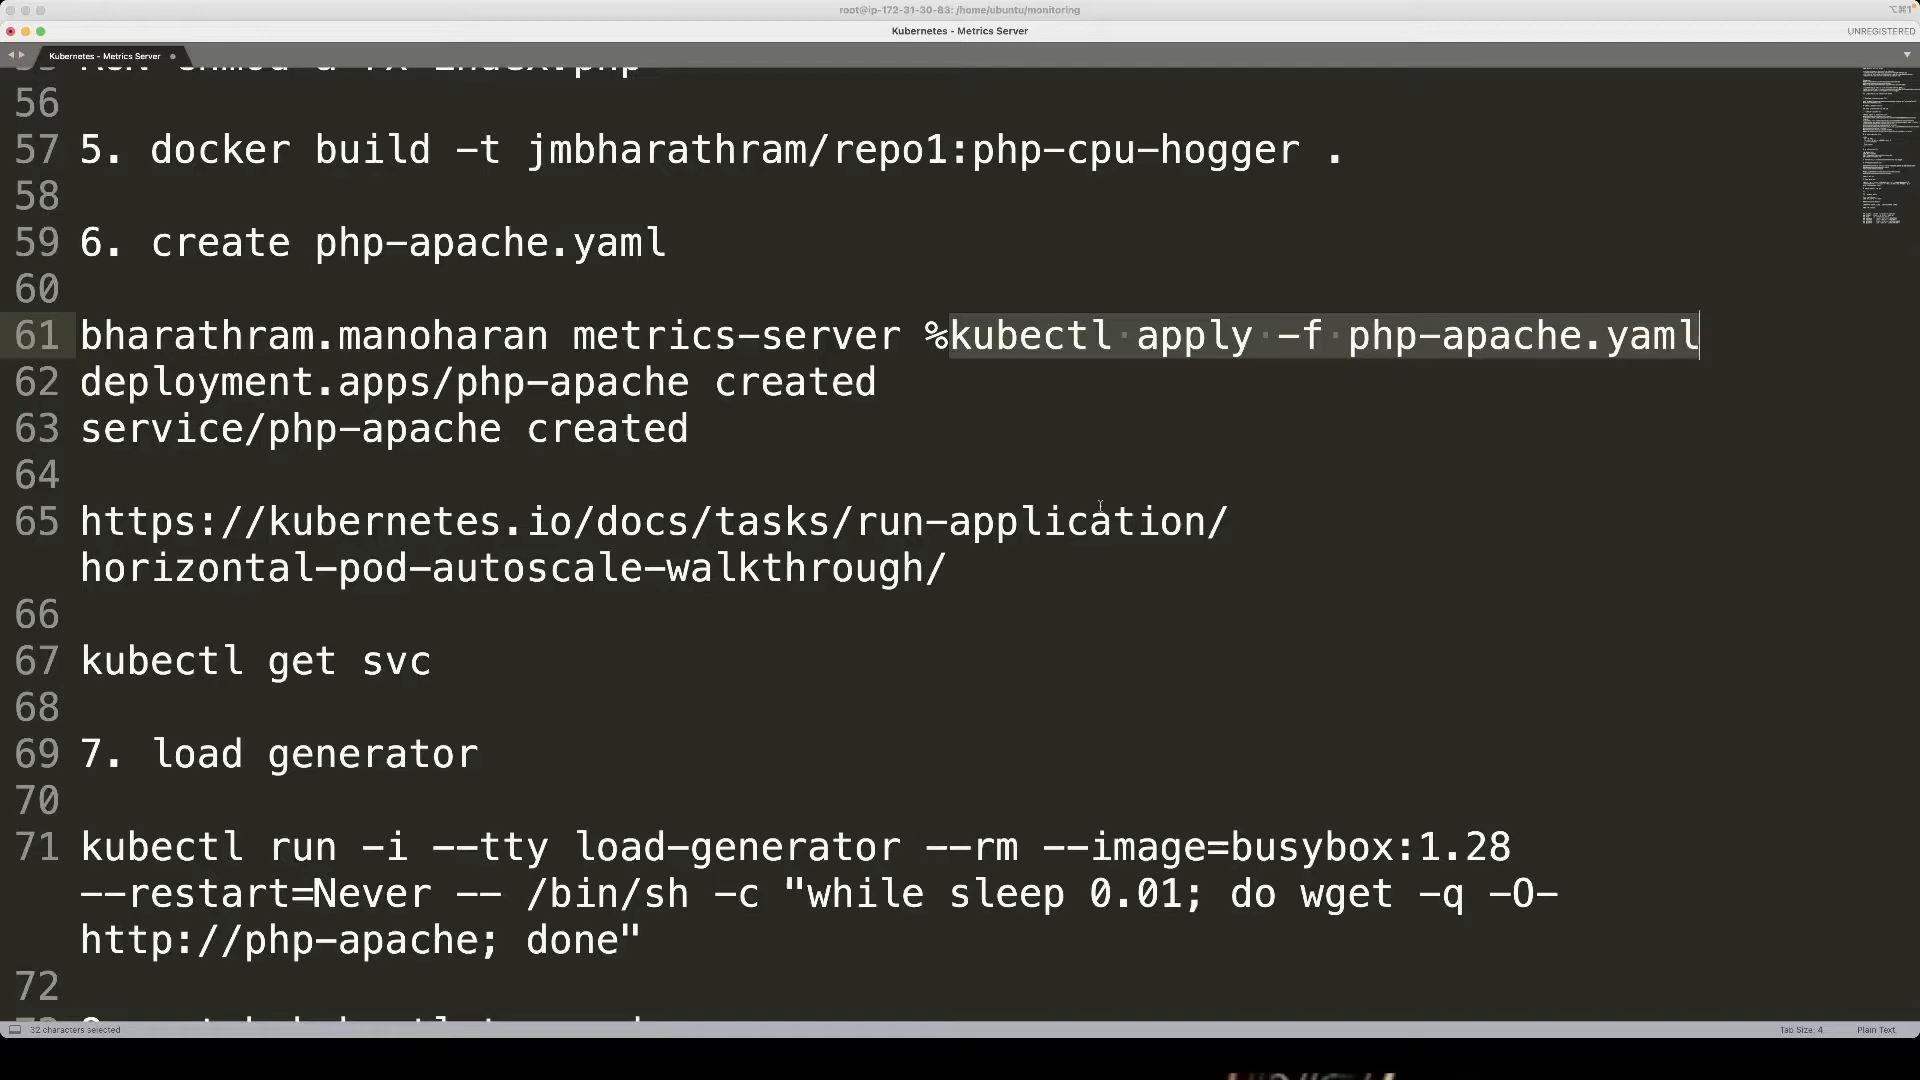 root@ip-172-31-30-83: /home/ubuntu/monitoring
Kubernetes - Metrics Server
UNREGISTERED
Kubernetes - Metrics Server
56
57 5. docker build -t jmbharathram/repo1:php-cpu-hogger .
58
59 6. create php-apache.yaml
60
61 bharathram.manoharan metrics-server %kubectl apply -f php-apache.yaml
62 deployment.apps/php-apache created
63 service/php-apache created
64
65 https://kubernetes.io/docs/tasks/run-application/
horizontal-pod-autoscale-walkthrough/
66
67 kubectl get svc
68
69 7. load generator
70
71 kubectl run -i --tty load-generator --rm --image=busybox:1.28
--restart=Never -- /bin/sh -c "while sleep 0.01; do wget -q -O-
http://php-apache; done"
72
32 characters selected
Tab Size: 4
Plain Text